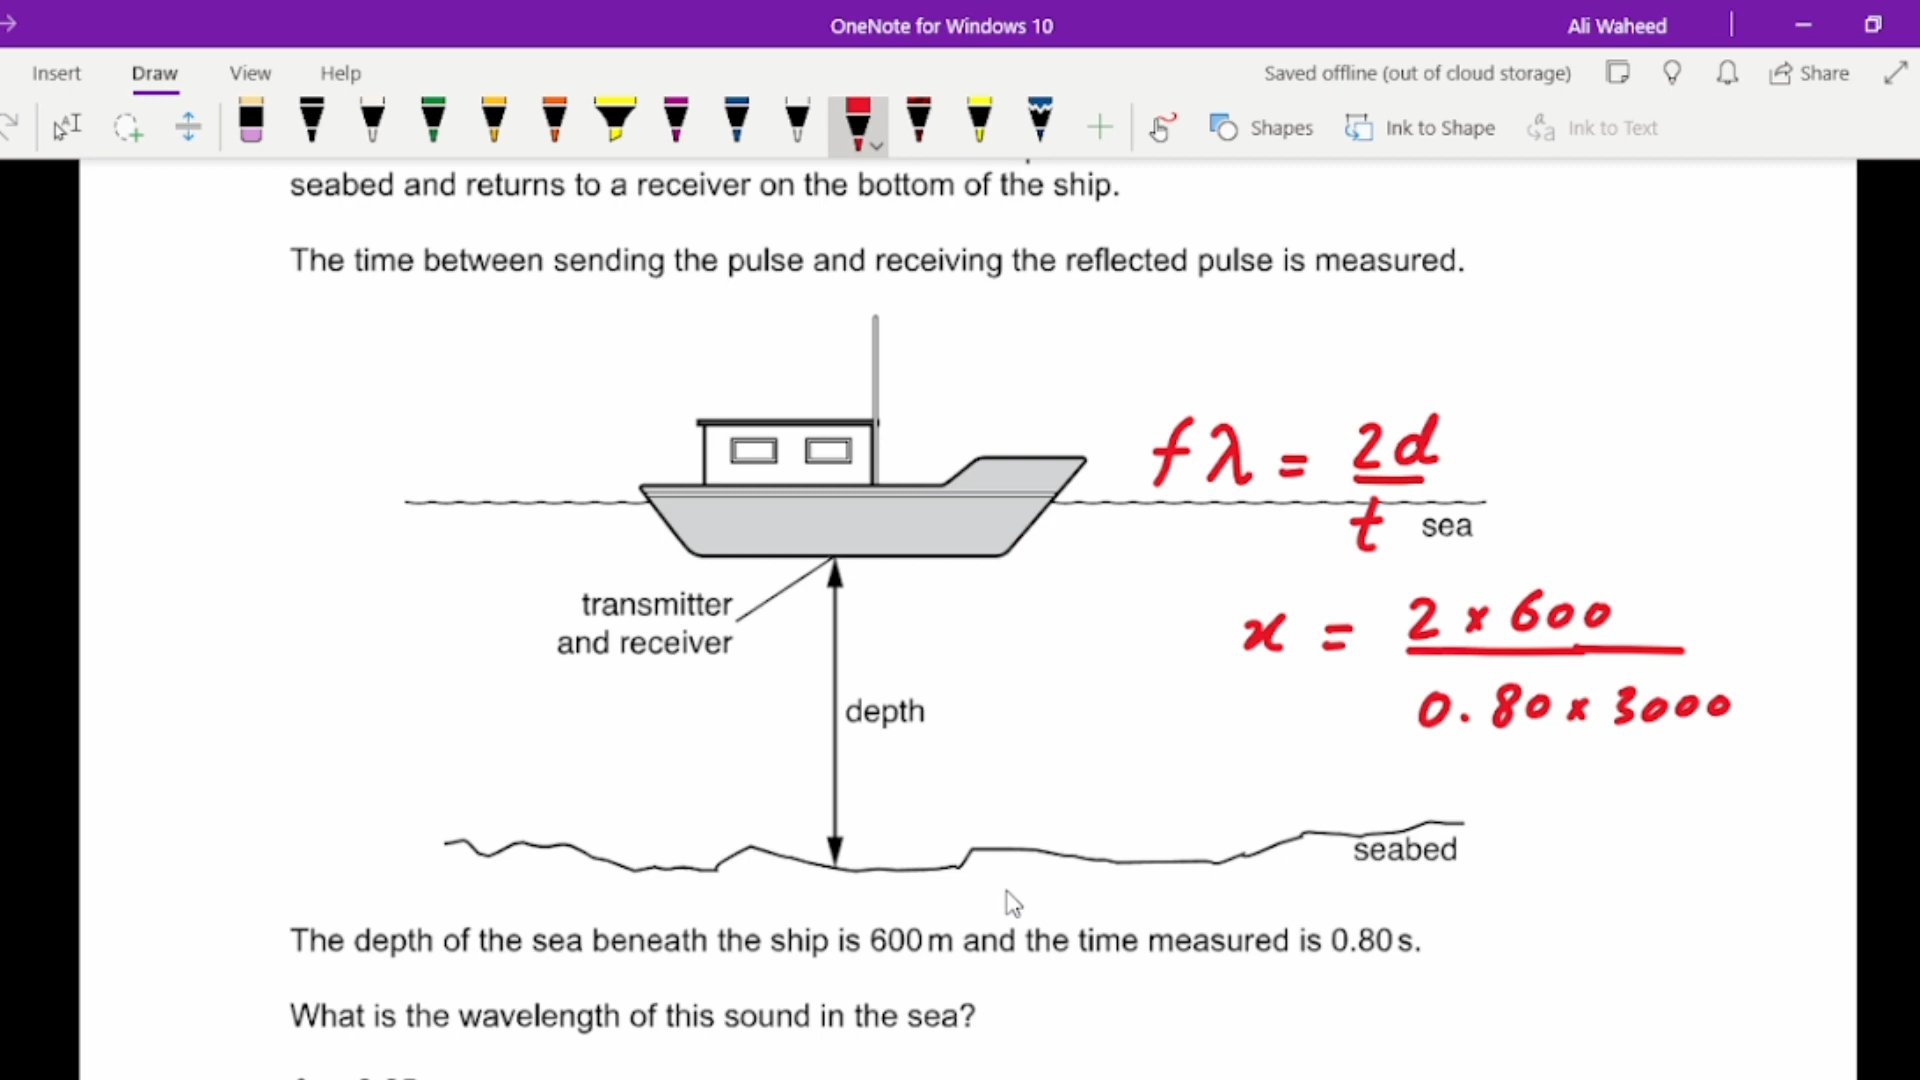 OneNote for Windows 10
Ali Waheed
Insert Draw View Help
Saved offline (out of cloud storage)
Share
Shapes
Ink to Shape
Ink to Text
seabed and returns to a receiver on the bottom of the ship.
The time between sending the pulse and receiving the reflected pulse is measured.
fλ = 2d
t
sea
transmitter
and receiver
x = 2 × 600
0.80 × 3000
depth
seabed
The depth of the sea beneath the ship is 600 m and the time measured is 0.80 s.
What is the wavelength of this sound in the sea?